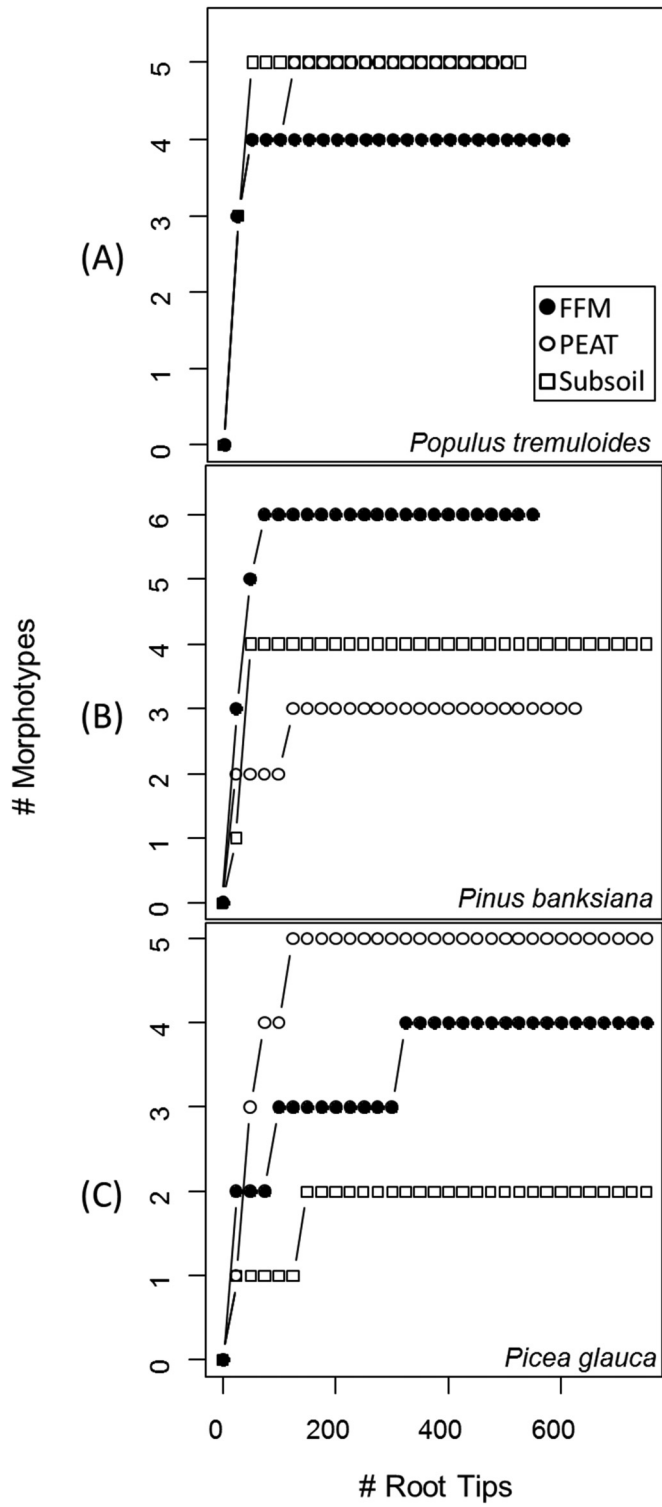 5
4
3
2
1
0
(A)
FFM
PEAT
Subsoil
Populus tremuloides
6
5
4
3
2
1
0
(B)
Pinus banksiana
# Morphotypes
5
4
3
2
1
0
(C)
Picea glauca
0 200 400 600
# Root Tips